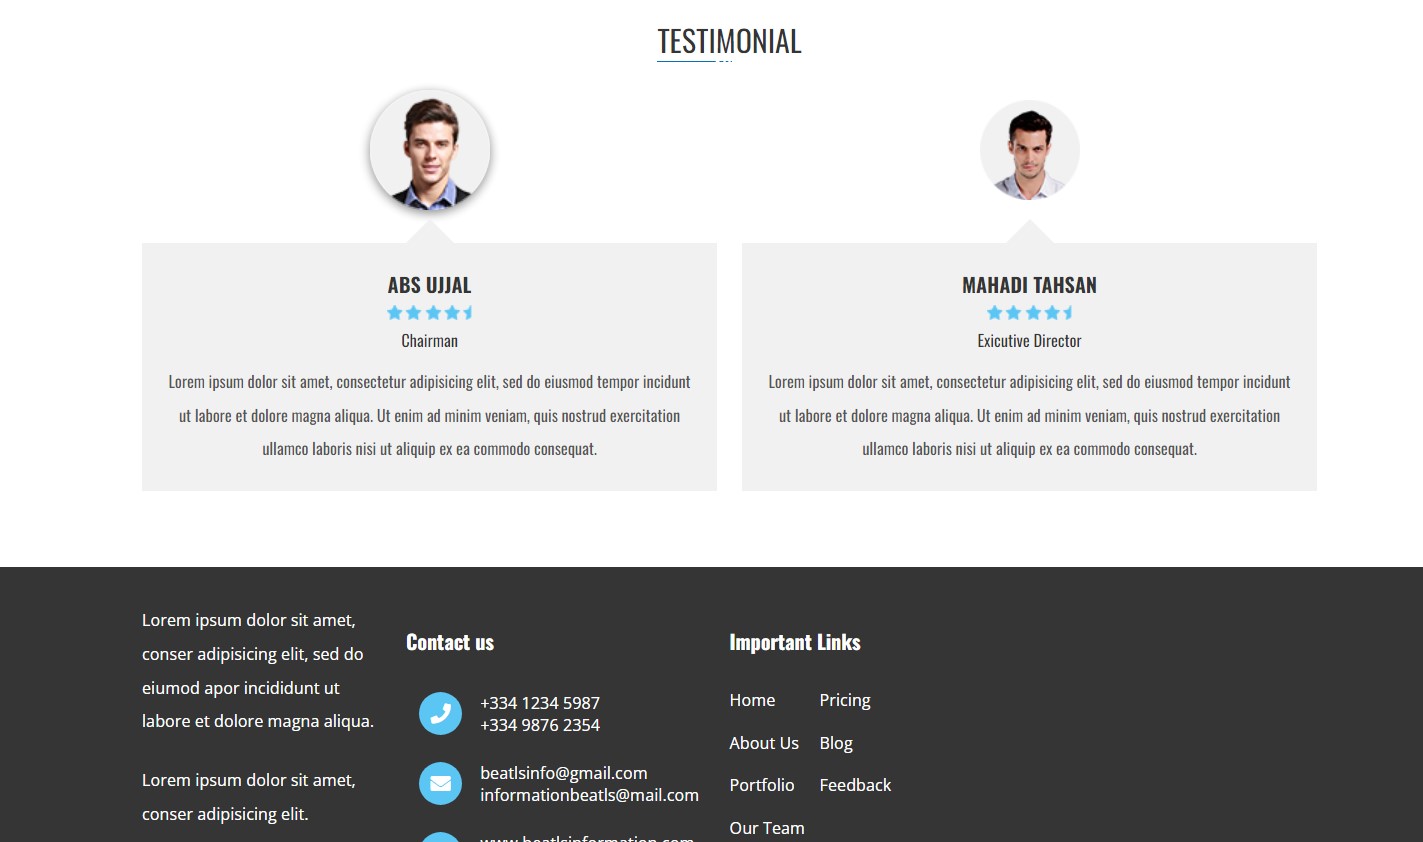 TESTIMONIAL
ABS UJJAL
Chairman
Lorem ipsum dolor sit amet, consectetur adipisicing elit, sed do eiusmod tempor incidunt
ut labore et dolore magna aliqua. Ut enim ad minim veniam, quis nostrud exercitation
ullamco laboris nisi ut aliquip ex ea commodo consequat.
MAHADI TAHSAN
Exicutive Director
Lorem ipsum dolor sit amet, consectetur adipisicing elit, sed do eiusmod tempor incidunt
ut labore et dolore magna aliqua. Ut enim ad minim veniam, quis nostrud exercitation
ullamco laboris nisi ut aliquip ex ea commodo consequat.
Lorem ipsum dolor sit amet,
conser adipisicing elit, sed do
eiumod apor incididunt ut
labore et dolore magna aliqua.
Lorem ipsum dolor sit amet,
conser adipisicing elit.
Contact us
+334 1234 5987
+334 9876 2354
beatlsinfo@gmail.com
informationbeatls@mail.com
www.beatlsinformation.com
Important Links
Home
About Us
Portfolio
Our Team
Pricing
Blog
Feedback